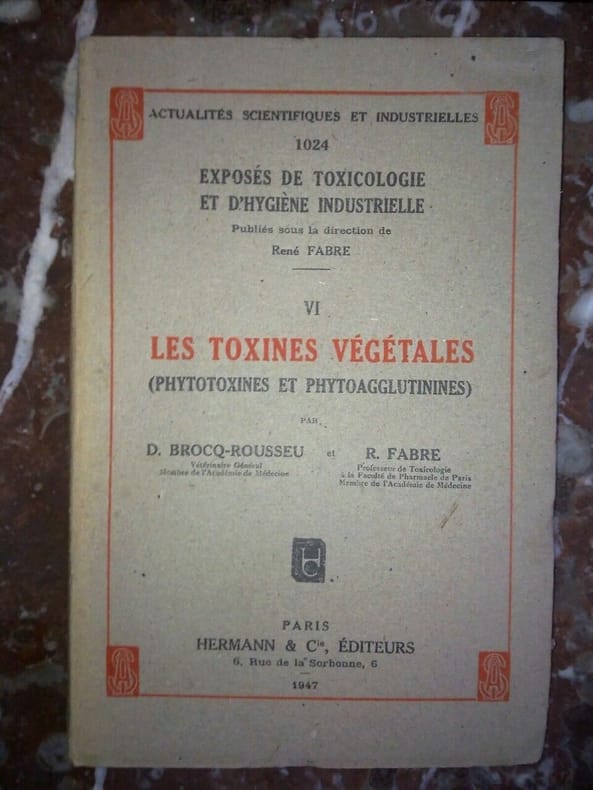 ACTUALITÉS SCIENTIFIQUES ET INDUSTRIELLES
1024
EXPOSÉS DE TOXICOLOGIE
ET D'HYGIÈNE INDUSTRIELLE
Publiés sous la direction de
René FABRE
VI
LES TOXINES VÉGÉTALES
(PHYTOTOXINES ET PHYTOAGGLUTININES)
PAR
D. BROCQ-ROUSSEU et R. FABRE
Vétérinaire Général
Membre de l'Académie de Médecine
Professeur de Toxicologie
à la Faculté de Pharmacie de Paris
Membre de l'Académie de Médecine
PARIS
HERMANN & Cie, ÉDITEURS
6, Rue de la Sorbonne, 6
1947